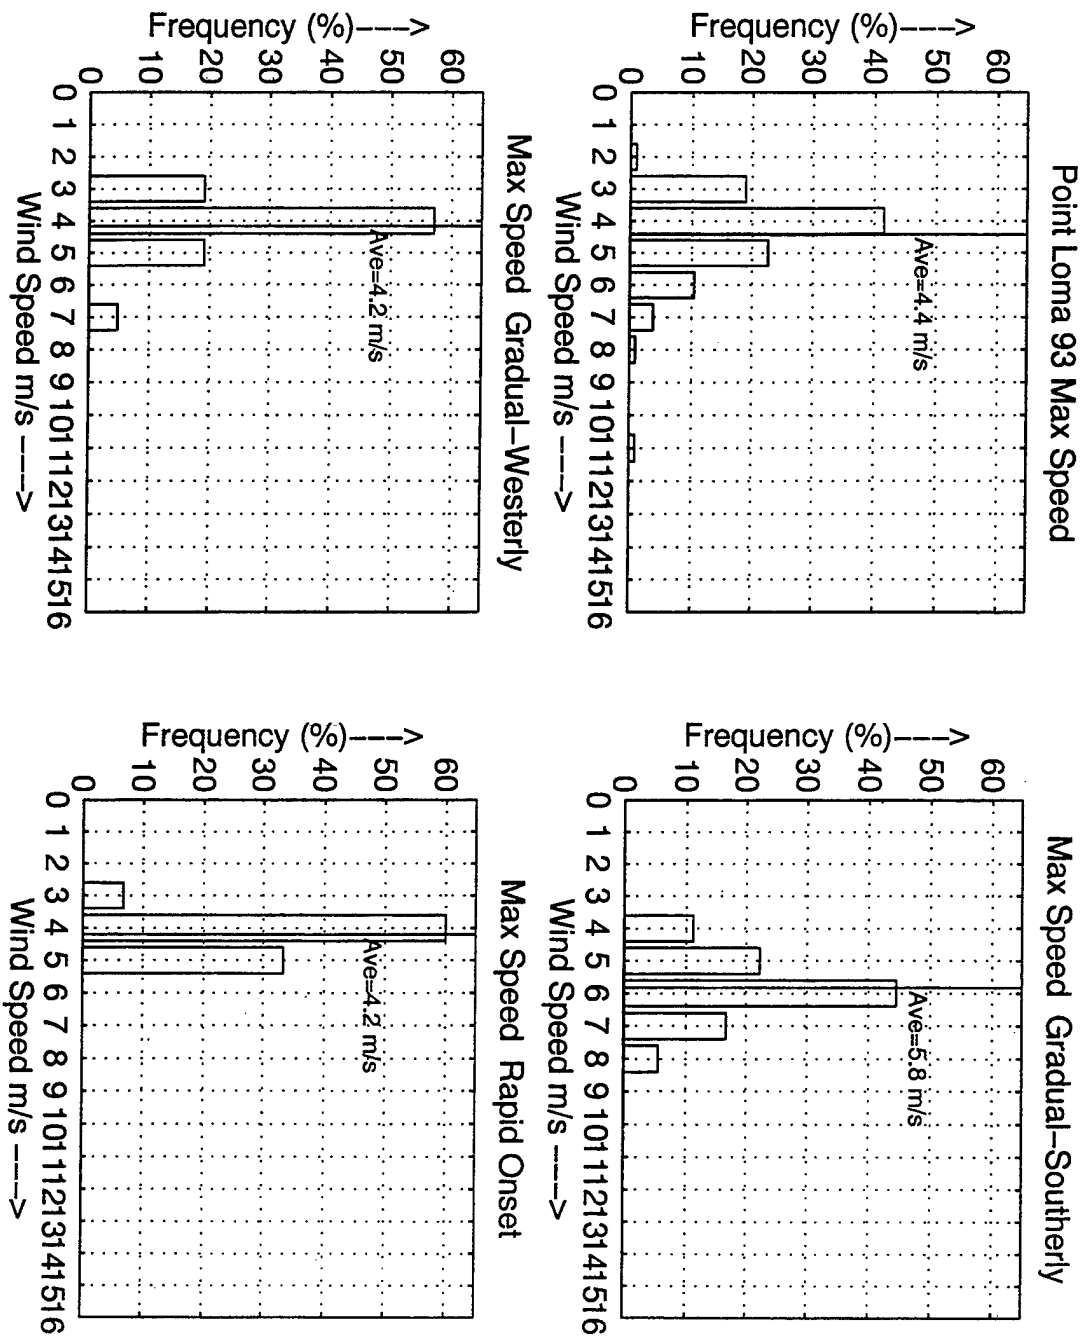 Point Loma 93 Max Speed
Frequency (%)--->
60
50
40
30
20
10
0
Ave=4.4 m/s
0 1 2 3 4 5 6 7 8 9 10 11 12 13 14 15 16
Wind Speed m/s --->
Max Speed Gradual-Southerly
Frequency (%)--->
60
50
40
30
20
10
0
Ave=5.8 m/s
0 1 2 3 4 5 6 7 8 9 10 11 12 13 14 15 16
Wind Speed m/s --->
Max Speed Gradual-Westerly
Frequency (%)--->
60
50
40
30
20
10
0
Ave=4.2 m/s
0 1 2 3 4 5 6 7 8 9 10 11 12 13 14 15 16
Wind Speed m/s --->
Max Speed Rapid Onset
Frequency (%)--->
60
50
40
30
20
10
0
Ave=4.2 m/s
0 1 2 3 4 5 6 7 8 9 10 11 12 13 14 15 16
Wind Speed m/s --->